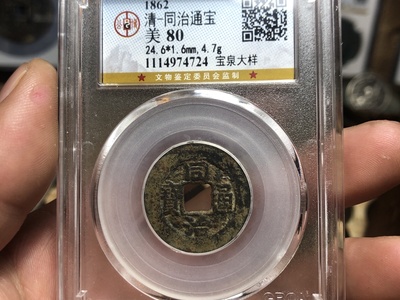 1862
清-同治通宝
美 80
24.6*1.6mm, 4.7g
1114974724 宝泉大样
★ 文物鉴定委员会监制 ★
同
通
治